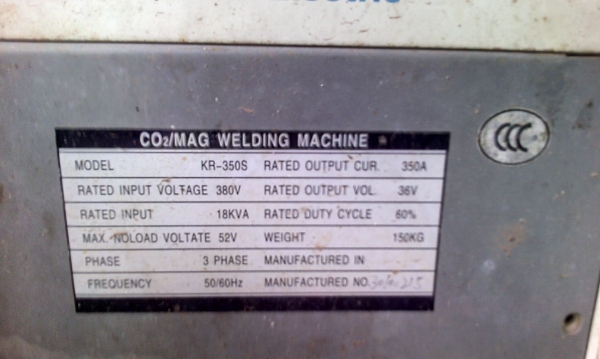 CO2/MAG WELDING MACHINE
MODEL KR-350S RATED OUTPUT CUR. 350A
RATED INPUT VOLTAGE 380V RATED OUTPUT VOL. 36V
RATED INPUT 18KVA RATED DUTY CYCLE 60%
MAX. NOLOAD VOLTATE 52V WEIGHT 150KG
PHASE 3 PHASE MANUFACTURED IN
FREQUENCY 50/60Hz MANUFACTURED NO.
CCC